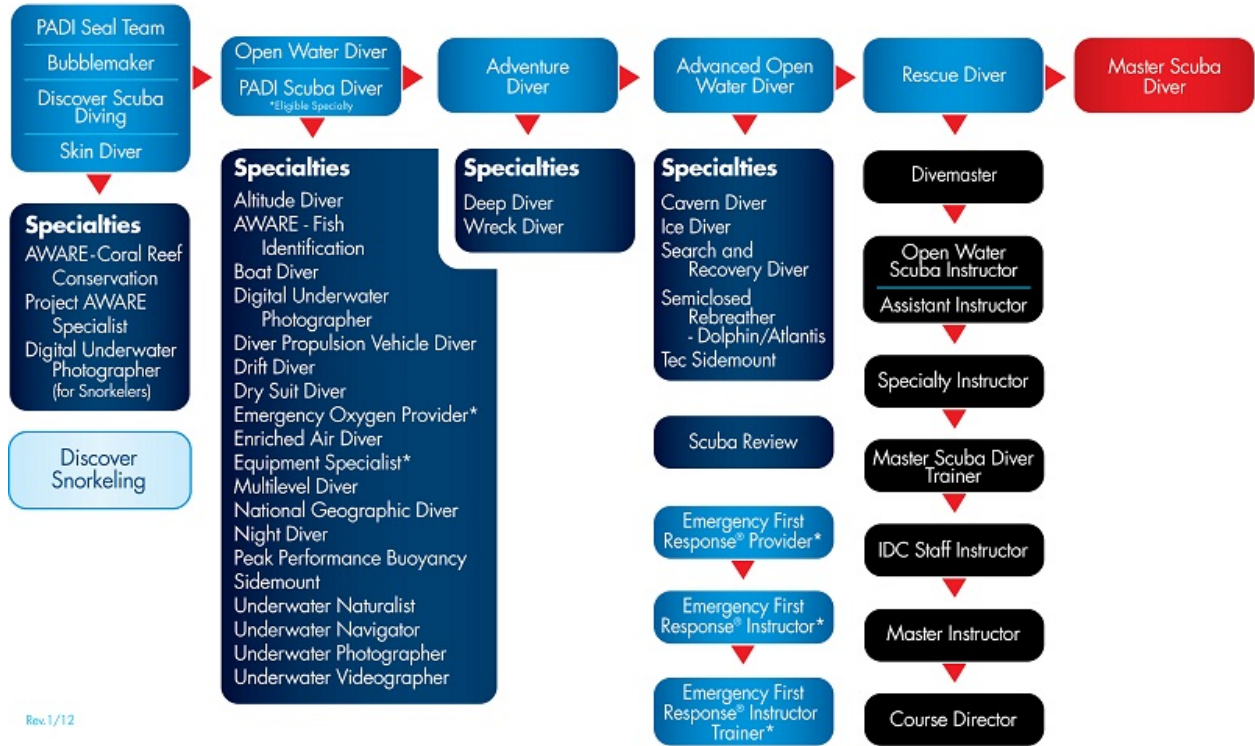 PADI Seal Team
Bubblemaker
Discover Scuba
Diving
Skin Diver
Open Water Diver
PADI Scuba Diver
*Eligible Specialty
Adventure
Diver
Advanced Open
Water Diver
Rescue Diver
Master Scuba
Diver
Specialties
AWARE - Coral Reef
Conservation
Project AWARE
Specialist
Digital Underwater
Photographer
(for Snorkelers)
Discover
Snorkeling
Specialties
Altitude Diver
AWARE - Fish
Identification
Boat Diver
Digital Underwater
Photographer
Diver Propulsion Vehicle Diver
Drift Diver
Dry Suit Diver
Emergency Oxygen Provider*
Enriched Air Diver
Equipment Specialist*
Multilevel Diver
National Geographic Diver
Night Diver
Peak Performance Buoyancy
Sidemount
Underwater Naturalist
Underwater Navigator
Underwater Photographer
Underwater Videographer
Specialties
Deep Diver
Wreck Diver
Specialties
Cavern Diver
Ice Diver
Search and
Recovery Diver
Semiclosed
Rebreather
- Dolphin/Atlantis
Tec Sidemount
Scuba Review
Emergency First
Response® Provider*
Emergency First
Response® Instructor*
Emergency First
Response® Instructor
Trainer*
Divemaster
Open Water
Scuba Instructor
Assistant Instructor
Specialty Instructor
Master Scuba Diver
Trainer
IDC Staff Instructor
Master Instructor
Course Director
Rev.1/12